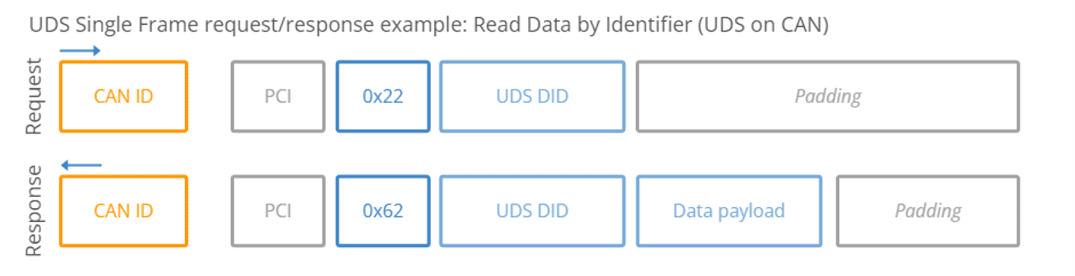 UDS Single Frame request/response example: Read Data by Identifier (UDS on CAN)
Request
CAN ID
PCI
0x22
UDS DID
Padding
Response
CAN ID
PCI
0x62
UDS DID
Data payload
Padding